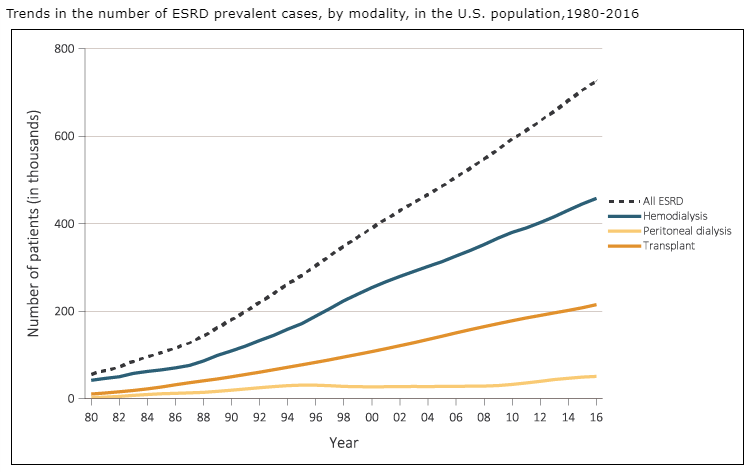 Trends in the number of ESRD prevalent cases, by modality, in the U.S. population,1980-2016
800
600
400
200
0
Number of patients (in thousands)
80 82 84 86 88 90 92 94 96 98 00 02 04 06 08 10 12 14 16
Year
All ESRD
Hemodialysis
Peritoneal dialysis
Transplant